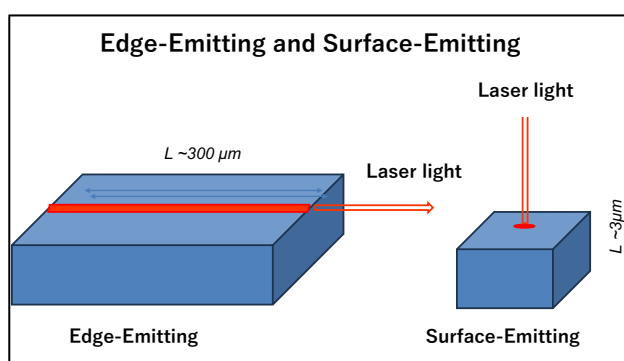 Edge-Emitting and Surface-Emitting
Laser light
L ~300 µm
Laser light
L ~3µm
Edge-Emitting
Surface-Emitting